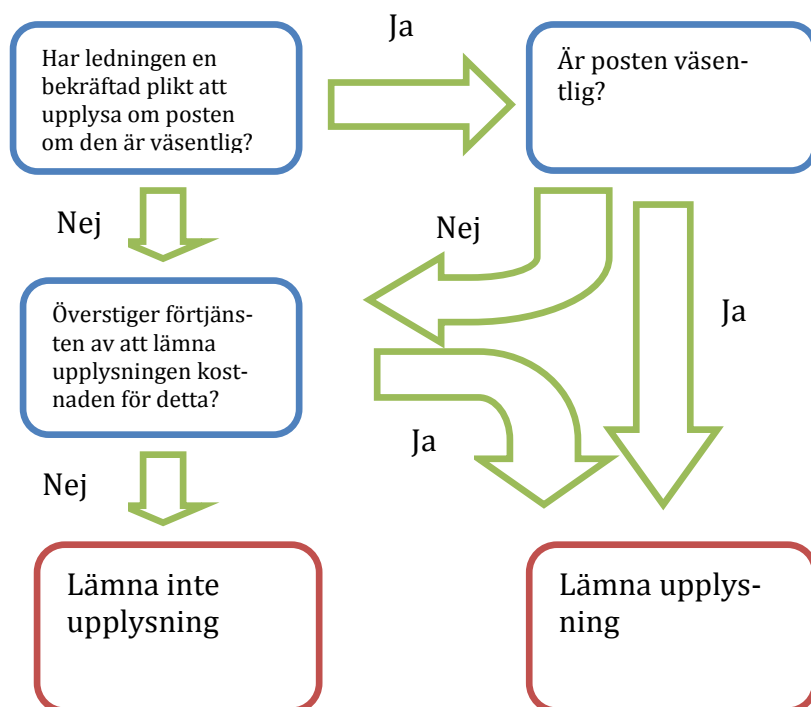 Ja
Har ledningen en
bekräftad plikt att
upplysa om posten
om den är väsentlig?
Är posten väsen-
tlig?
Nej
Nej
Ja
Överstiger förtjäns-
ten av att lämna
upplysningen kost-
naden för detta?
Ja
Nej
Lämna inte
upplysning
Lämna upplys-
ning